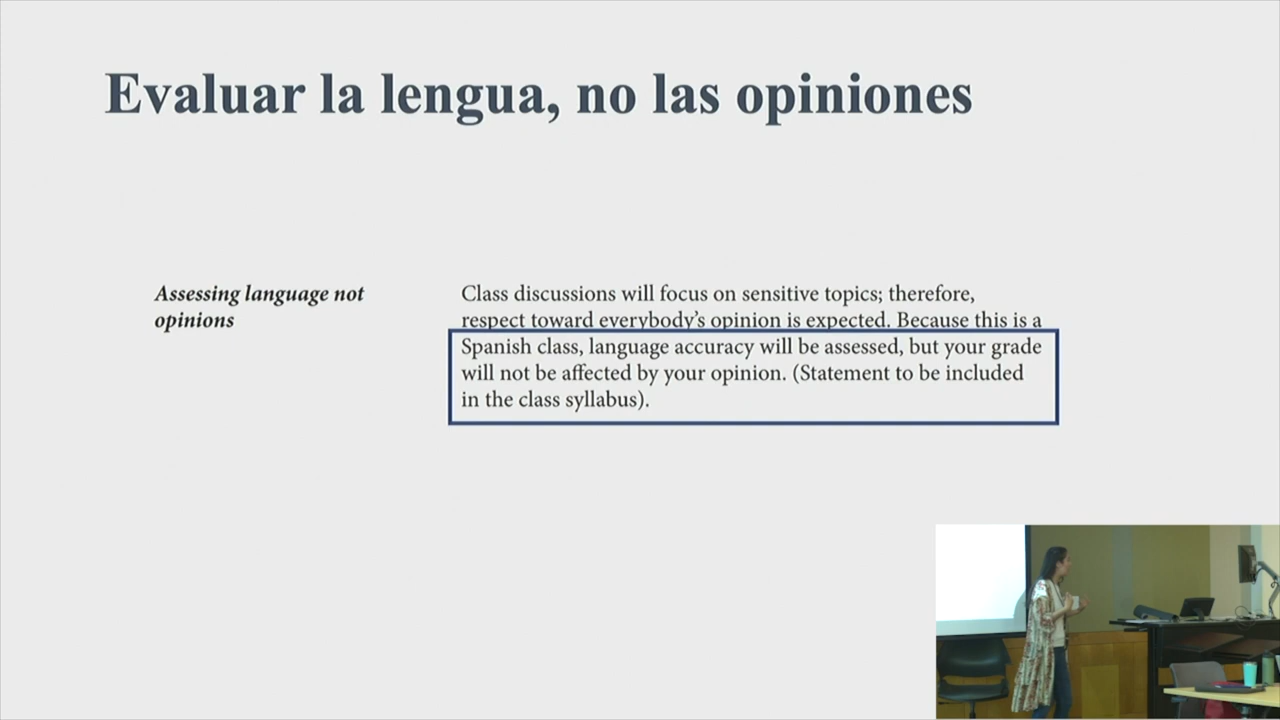 Evaluar la lengua, no las opiniones
Assessing language not
opinions
Class discussions will focus on sensitive topics; therefore,
respect toward everybody’s opinion is expected. Because this is a
Spanish class, language accuracy will be assessed, but your grade
will not be affected by your opinion. (Statement to be included
in the class syllabus).